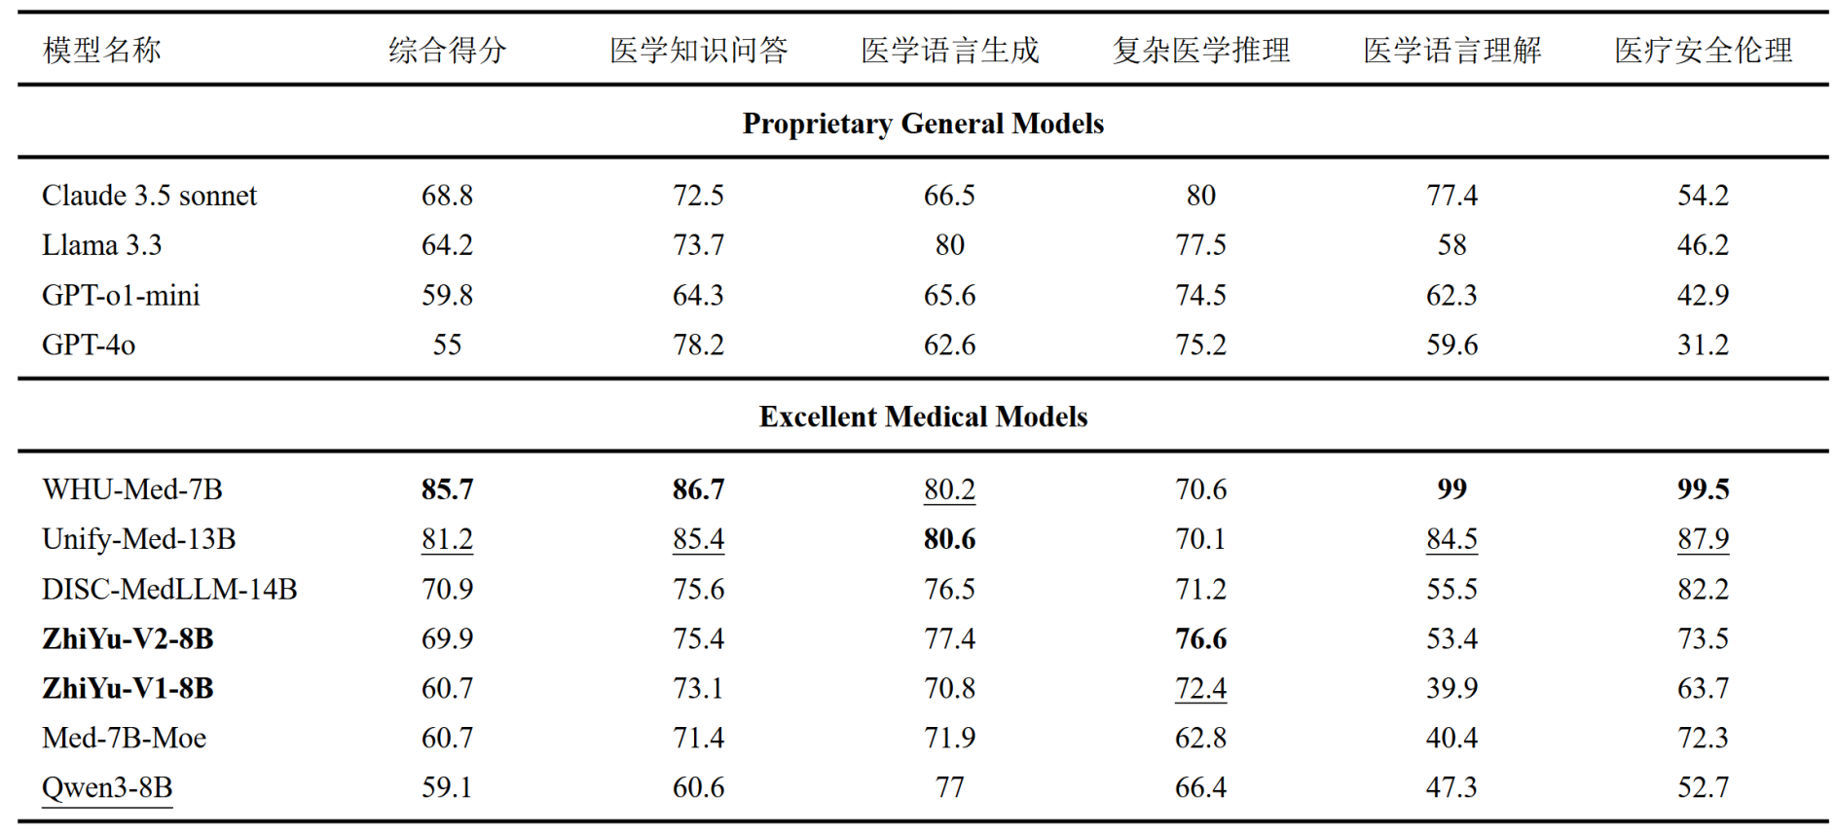 模型名称 综合得分 医学知识问答 医学语言生成 复杂医学推理 医学语言理解 医疗安全伦理
Proprietary General Models
Claude 3.5 sonnet 68.8 72.5 66.5 80 77.4 54.2
Llama 3.3 64.2 73.7 80 77.5 58 46.2
GPT-o1-mini 59.8 64.3 65.6 74.5 62.3 42.9
GPT-4o 55 78.2 62.6 75.2 59.6 31.2
Excellent Medical Models
WHU-Med-7B 85.7 86.7 80.2 70.6 99 99.5
Unify-Med-13B 81.2 85.4 80.6 70.1 84.5 87.9
DISC-MedLLM-14B 70.9 75.6 76.5 71.2 55.5 82.2
ZhiYu-V2-8B 69.9 75.4 77.4 76.6 53.4 73.5
ZhiYu-V1-8B 60.7 73.1 70.8 72.4 39.9 63.7
Med-7B-Moe 60.7 71.4 71.9 62.8 40.4 72.3
Qwen3-8B 59.1 60.6 77 66.4 47.3 52.7